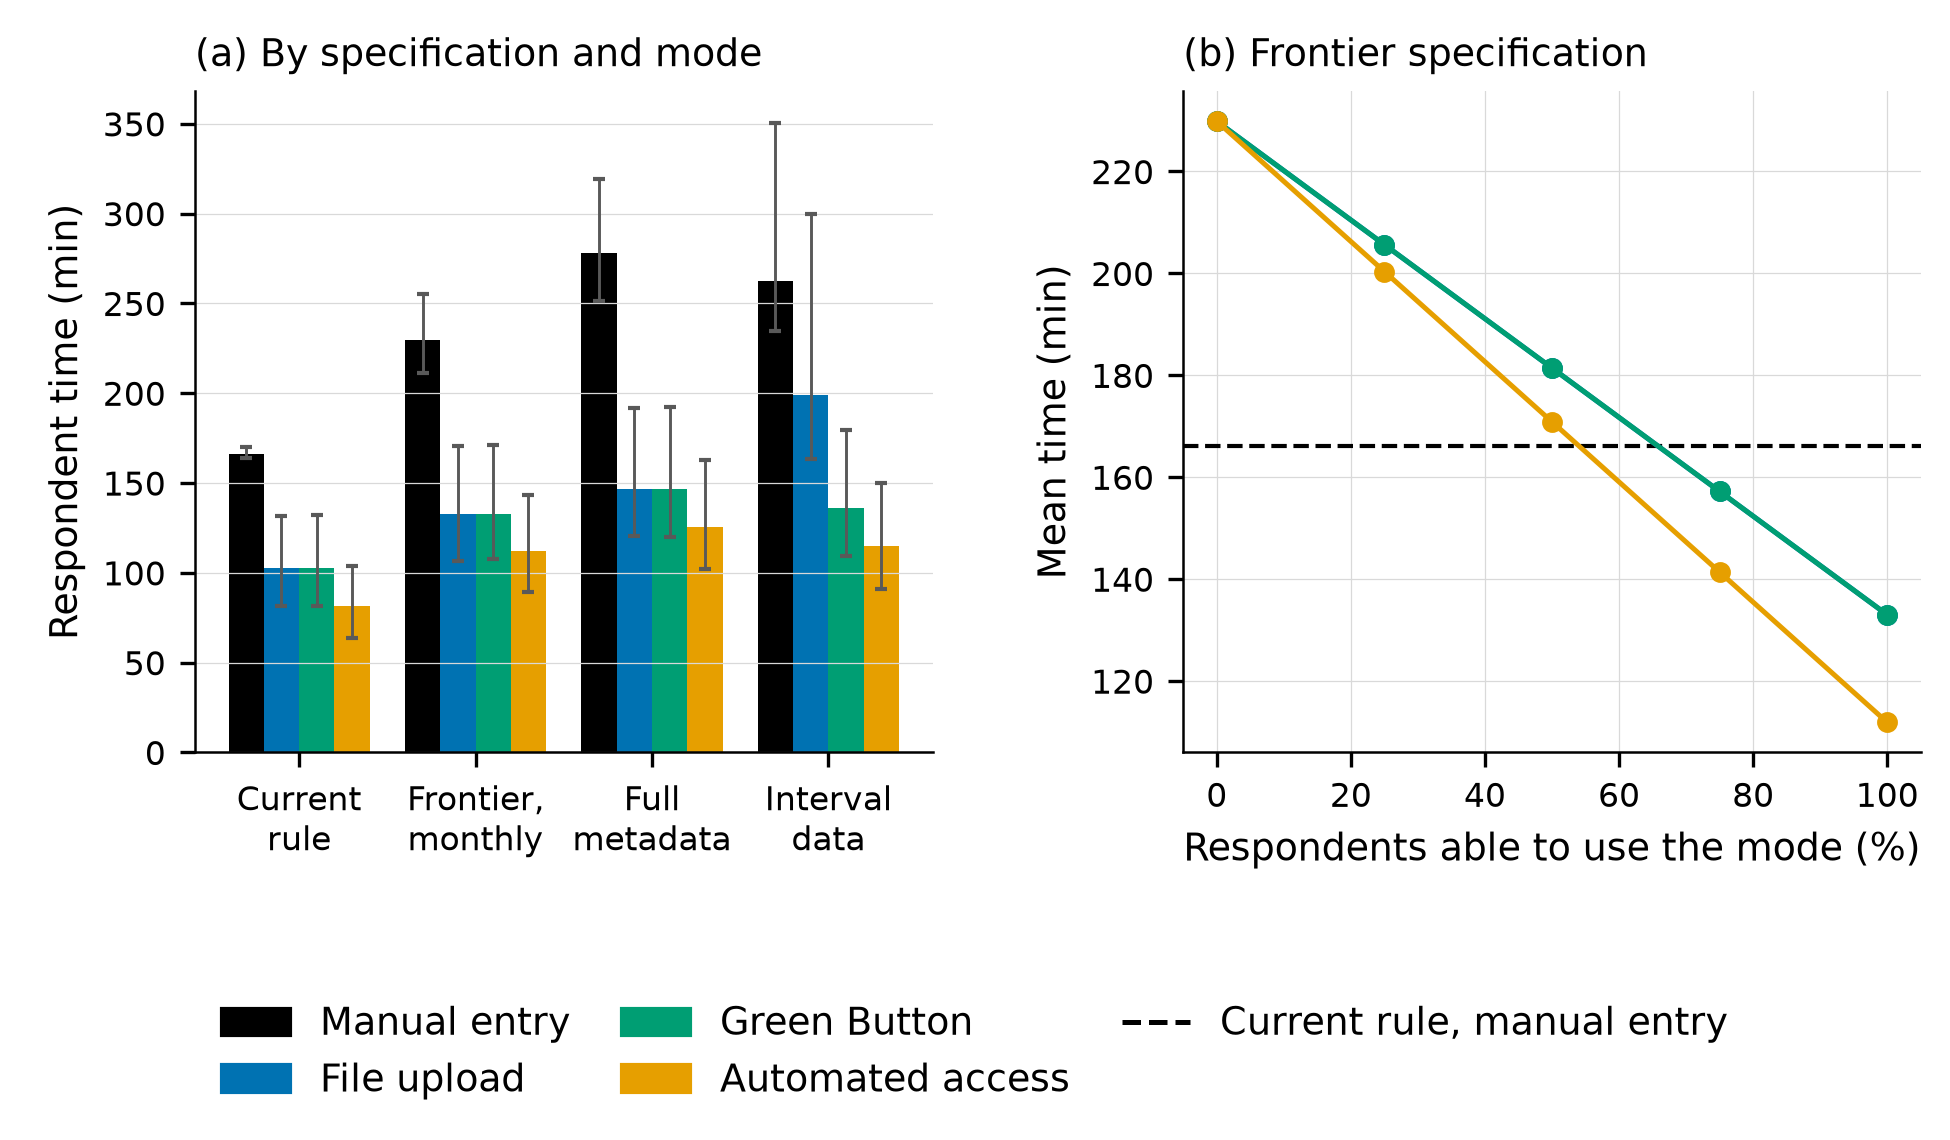 (a) By specification and mode
Respondent time (min)
350
300
250
200
150
100
50
0
Current
rule
Frontier,
monthly
Full
metadata
Interval
data
(b) Frontier specification
Mean time (min)
220
200
180
160
140
120
0 20 40 60 80 100
Respondents able to use the mode (%)
Manual entry
File upload
Green Button
Automated access
Current rule, manual entry